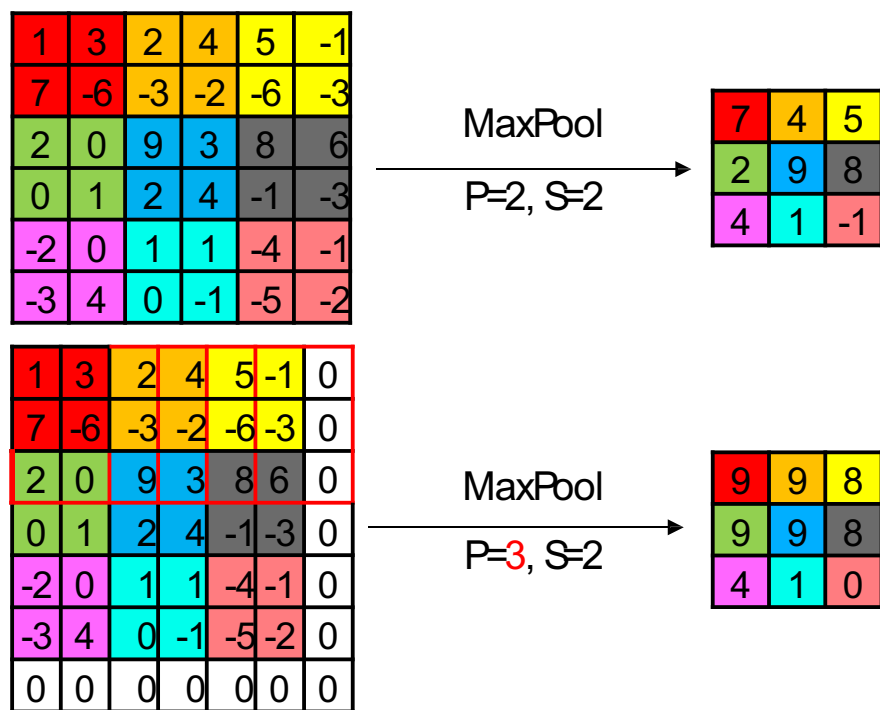 1 3 2 4 5 -1
7 -6 -3 -2 -6 -3
2 0 9 3 8 6
0 1 2 4 -1 -3
-2 0 1 1 -4 -1
-3 4 0 -1 -5 -2
MaxPool
P=2, S=2
7 4 5
2 9 8
4 1 -1
1 3 2 4 5 -1 0
7 -6 -3 -2 -6 -3 0
2 0 9 3 8 6 0
0 1 2 4 -1 -3 0
-2 0 1 1 -4 -1 0
-3 4 0 -1 -5 -2 0
0 0 0 0 0 0 0
MaxPool
P=3, S=2
9 9 8
9 9 8
4 1 0